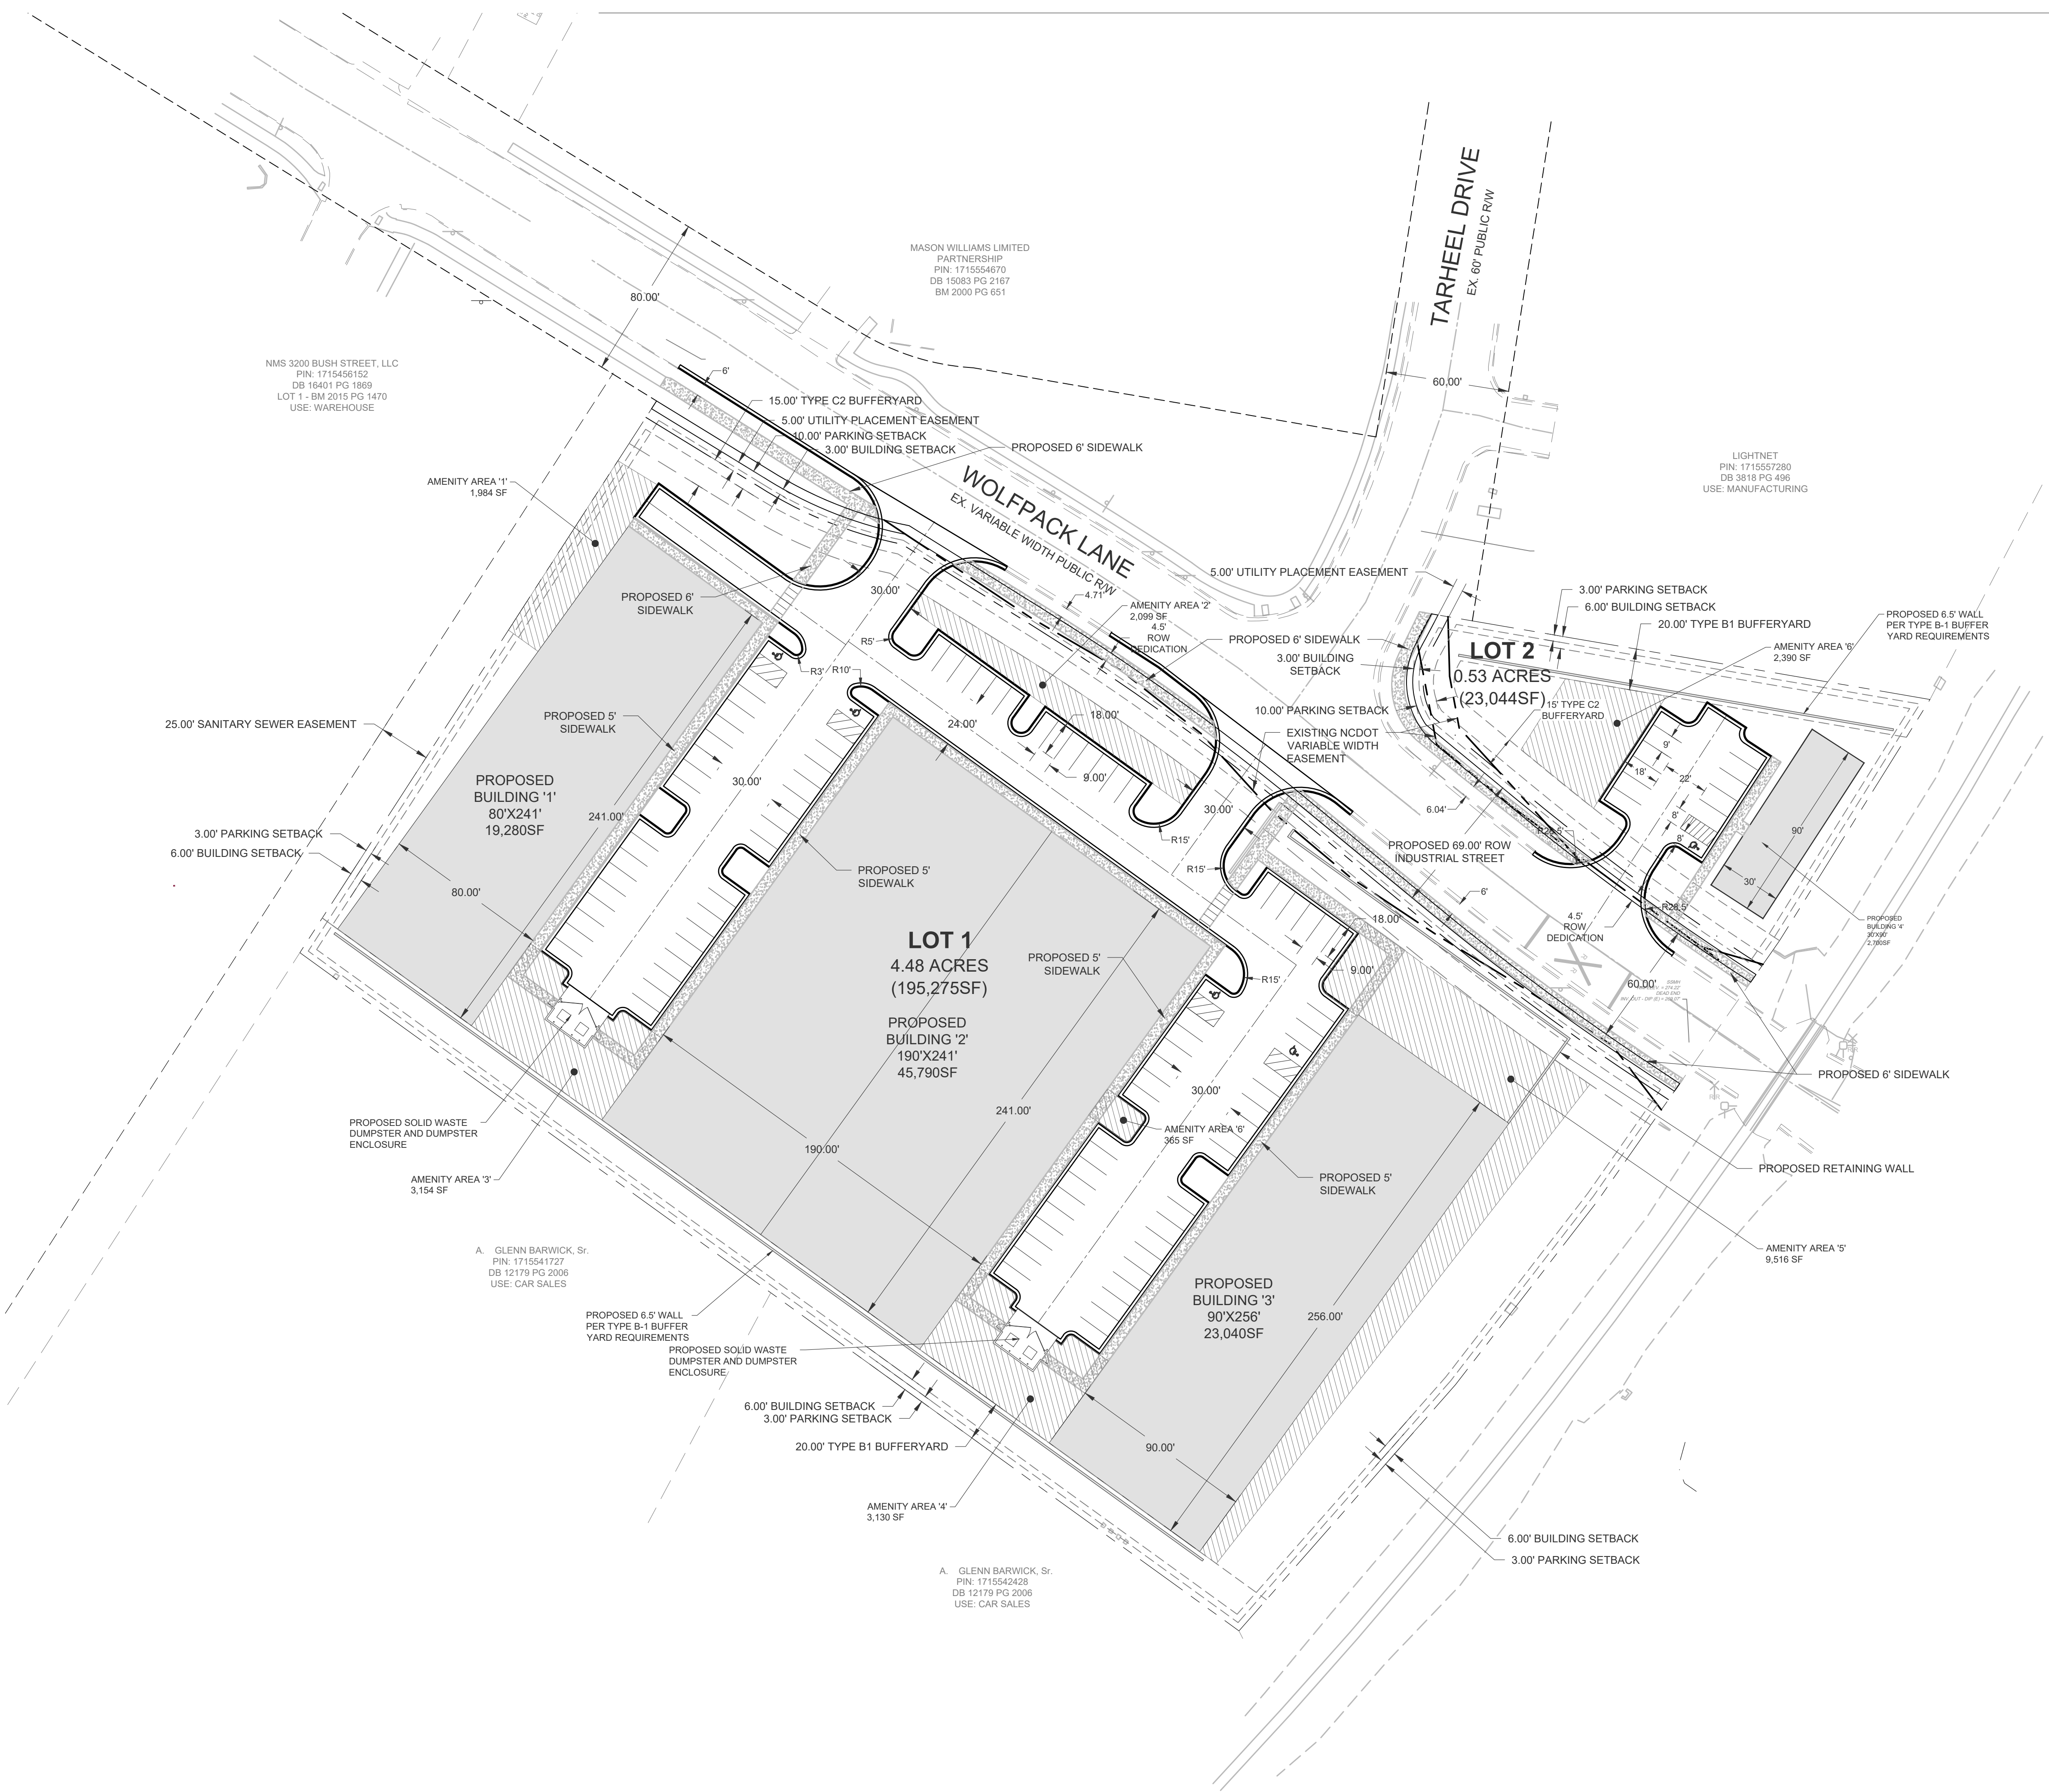 TARHEEL DRIVE
EX. 60' PUBLIC R/W
MASON WILLIAMS LIMITED
PARTNERSHIP
PIN: 1715554670
DB 15083 PG 2167
BM 2000 PG 651
80.00'
NMS 3200 BUSH STREET, LLC
PIN: 1715456152
DB 16401 PG 1869
LOT 1 - BM 2015 PG 1470
USE: WAREHOUSE
6'
60.00'
15.00' TYPE C2 BUFFERYARD
5.00' UTILITY PLACEMENT EASEMENT
10.00' PARKING SETBACK
3.00' BUILDING SETBACK
PROPOSED 6' SIDEWALK
WOLFPACK LANE
EX. VARIABLE WIDTH PUBLIC R/W
LIGHTNET
PIN: 1715557280
DB 3818 PG 496
USE: MANUFACTURING
AMENITY AREA '1'
1,984 SF
5.00' UTILITY PLACEMENT EASEMENT
3.00' PARKING SETBACK
6.00' BUILDING SETBACK
20.00' TYPE B1 BUFFERYARD
PROPOSED 6.5' WALL
PER TYPE B-1 BUFFER
YARD REQUIREMENTS
PROPOSED 6'
SIDEWALK
30.00'
4.71'
AMENITY AREA '2'
2,099 SF
4.5'
ROW
DEDICATION
PROPOSED 6' SIDEWALK
3.00' BUILDING
SETBACK
LOT 2
0.53 ACRES
(23,044SF)
AMENITY AREA '6'
2,390 SF
R5'
R3'
R10'
10.00' PARKING SETBACK
15' TYPE C2
BUFFERYARD
EXISTING NCDOT
VARIABLE WIDTH
EASEMENT
25.00' SANITARY SEWER EASEMENT
PROPOSED 5'
SIDEWALK
24.00'
18.00'
9.00'
9'
18'
22'
8'
8'
90'
30'
PROPOSED
BUILDING '1'
80'X241'
19,280SF
30.00'
241.00'
30.00'
6.04'
R28.5'
R15'
R15'
PROPOSED 69.00' ROW
INDUSTRIAL STREET
3.00' PARKING SETBACK
6.00' BUILDING SETBACK
80.00'
PROPOSED 5'
SIDEWALK
6'
R28.5'
4.5'
ROW
DEDICATION
PROPOSED
BUILDING '4'
30'X90'
2,700SF
LOT 1
4.48 ACRES
(195,275SF)
PROPOSED 5'
SIDEWALK
18.00'
9.00'
R15'
60.00'
SSMH
DEAD END
PROPOSED
BUILDING '2'
190'X241'
45,790SF
241.00'
30.00'
PROPOSED 6' SIDEWALK
PROPOSED SOLID WASTE
DUMPSTER AND DUMPSTER
ENCLOSURE
190.00'
AMENITY AREA '6'
365 SF
PROPOSED RETAINING WALL
AMENITY AREA '3'
3,154 SF
PROPOSED 5'
SIDEWALK
AMENITY AREA '5'
9,516 SF
A. GLENN BARWICK, Sr.
PIN: 1715541727
DB 12179 PG 2006
USE: CAR SALES
PROPOSED
BUILDING '3'
90'X256'
23,040SF
256.00'
PROPOSED 6.5' WALL
PER TYPE B-1 BUFFER
YARD REQUIREMENTS
PROPOSED SOLID WASTE
DUMPSTER AND DUMPSTER
ENCLOSURE
6.00' BUILDING SETBACK
3.00' PARKING SETBACK
20.00' TYPE B1 BUFFERYARD
90.00'
AMENITY AREA '4'
3,130 SF
6.00' BUILDING SETBACK
3.00' PARKING SETBACK
A. GLENN BARWICK, Sr.
PIN: 1715542428
DB 12179 PG 2006
USE: CAR SALES